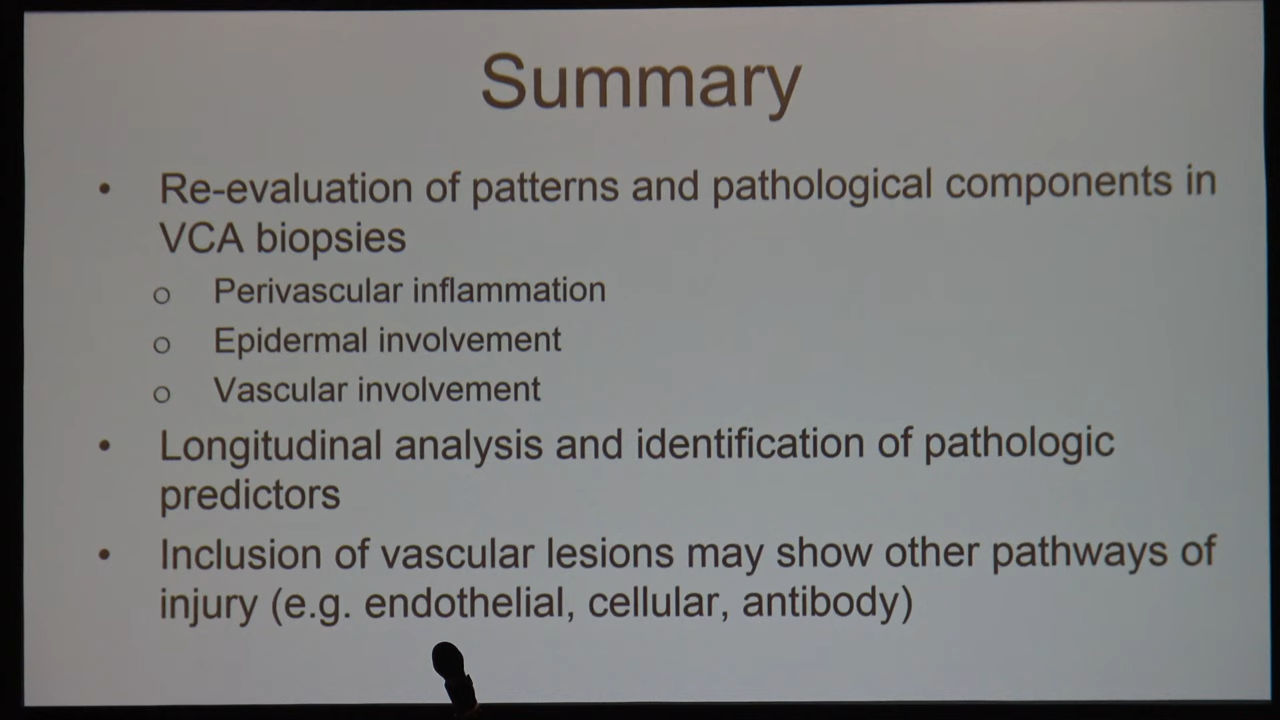 Summary
• Re-evaluation of patterns and pathological components in
VCA biopsies
o Perivascular inflammation
o Epidermal involvement
o Vascular involvement
• Longitudinal analysis and identification of pathologic
predictors
• Inclusion of vascular lesions may show other pathways of
injury (e.g. endothelial, cellular, antibody)